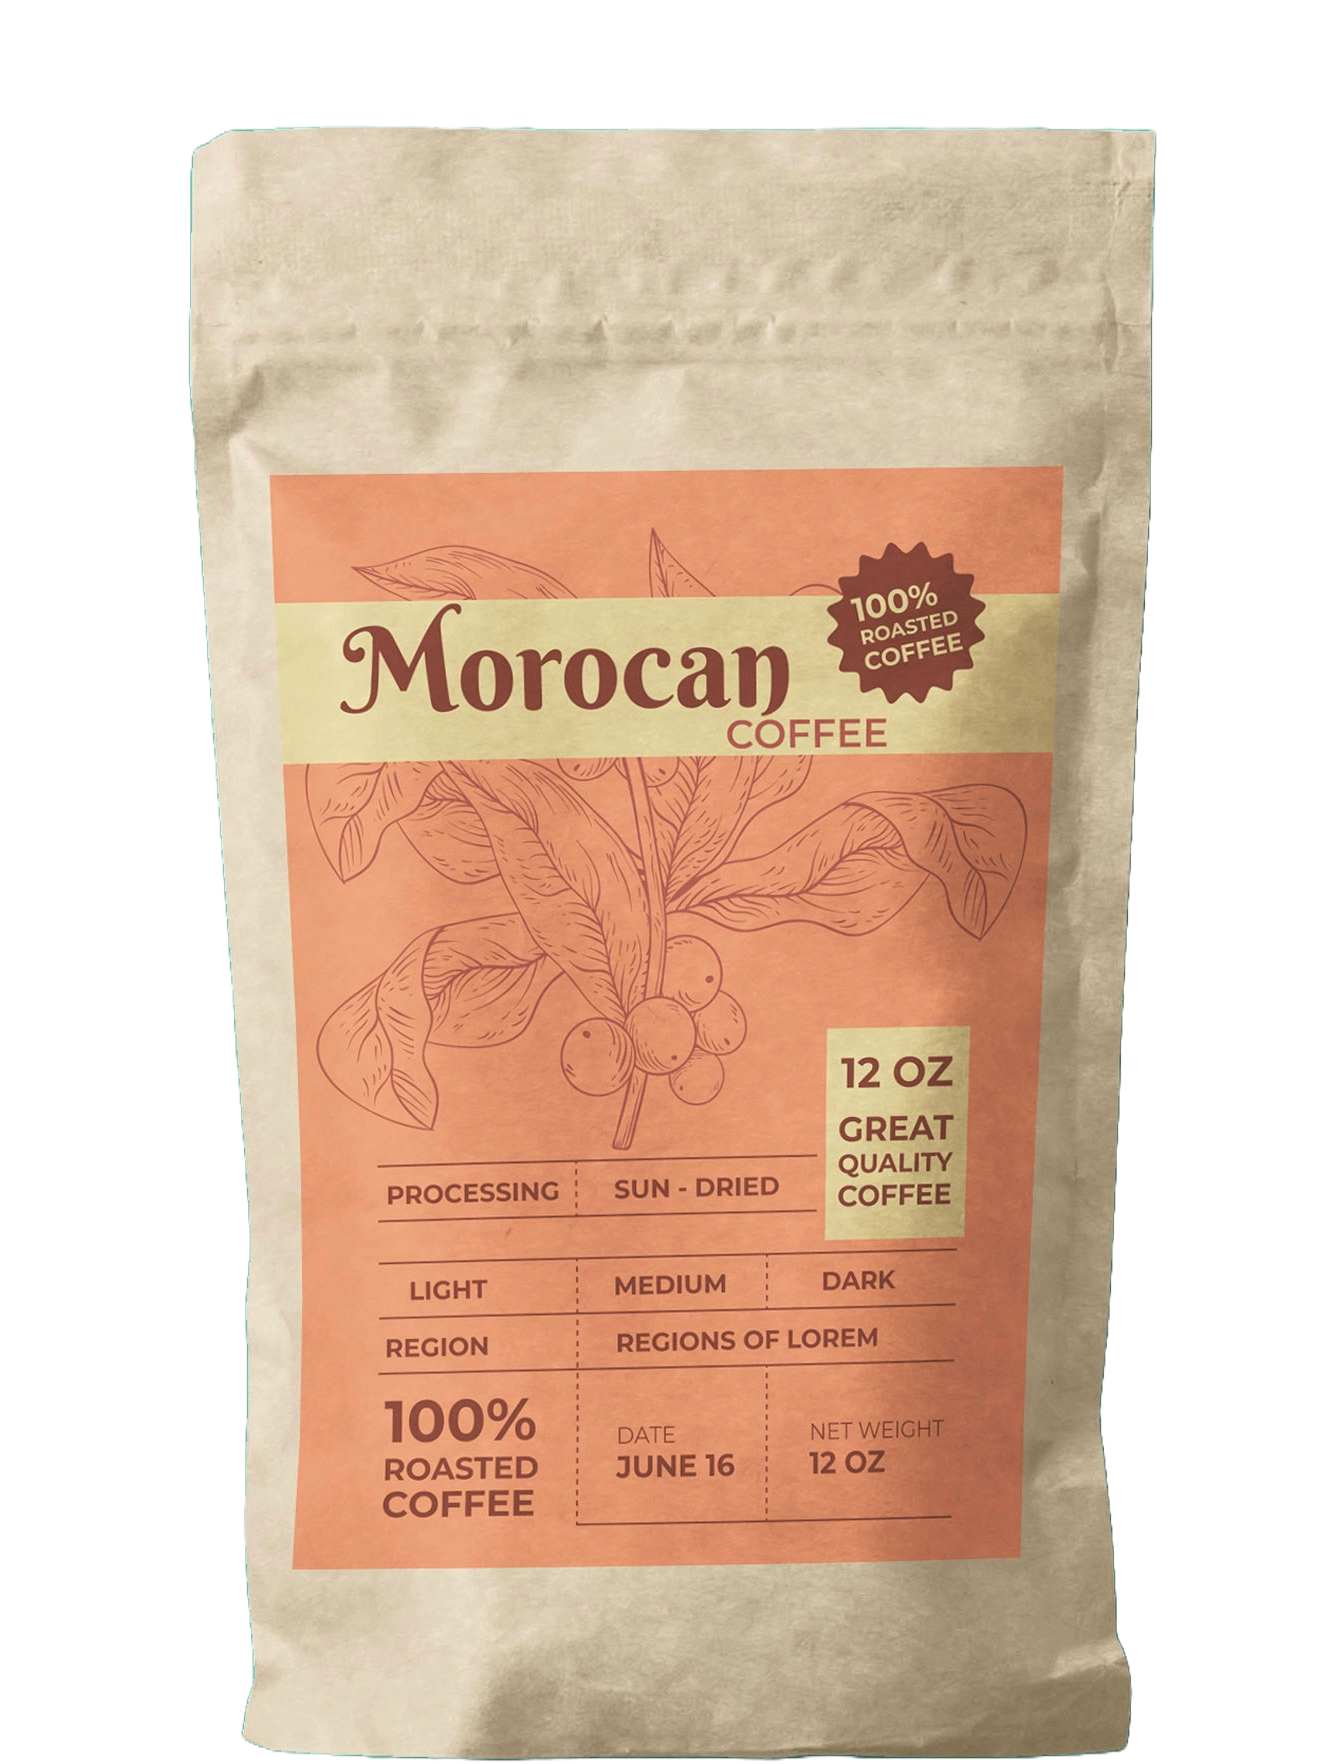 Morocan
COFFEE
100%
ROASTED
COFFEE
12 OZ
GREAT
QUALITY
COFFEE
PROCESSING SUN - DRIED
LIGHT MEDIUM DARK
REGION REGIONS OF LOREM
100%
ROASTED
COFFEE
DATE
JUNE 16
NET WEIGHT
12 OZ